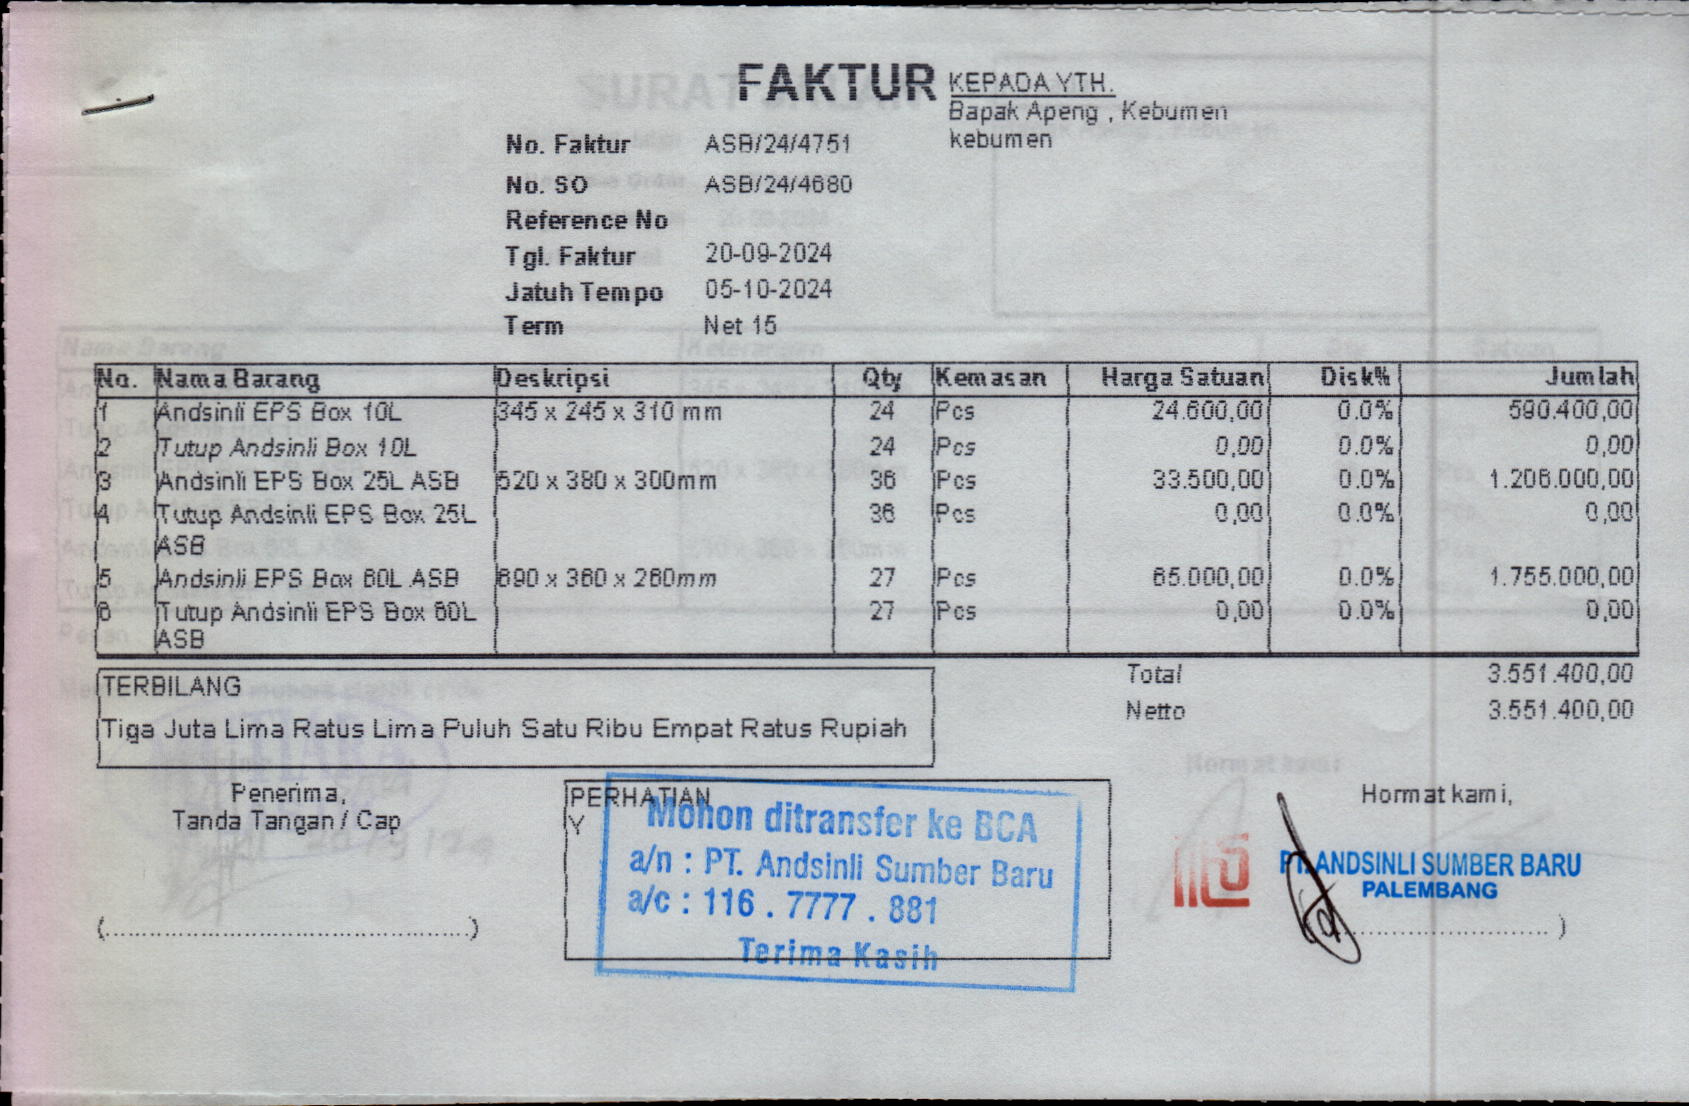 FAKTUR
KEPADA YTH.
Bapak Apeng , Kebumen
kebumen
No. Faktur ASB/24/4751
No. SO ASB/24/4680
Reference No
Tgl. Faktur 20-09-2024
Jatuh Tempo 05-10-2024
Term Net 15
No. Nama Barang Deskripsi Qty Kemasan Harga Satuan Disk% Jumlah
1 Andsinli EPS Box 10L 345 x 245 x 310 mm 24 Pcs 24.600,00 0.0% 590.400,00
2 Tutup Andsinli Box 10L 24 Pcs 0,00 0.0% 0,00
3 Andsinli EPS Box 25L ASB 520 x 380 x 300mm 36 Pcs 33.500,00 0.0% 1.206.000,00
4 Tutup Andsinli EPS Box 25L 36 Pcs 0,00 0.0% 0,00
ASB
5 Andsinli EPS Box 60L ASB 690 x 360 x 260mm 27 Pcs 65.000,00 0.0% 1.755.000,00
6 Tutup Andsinli EPS Box 60L 27 Pcs 0,00 0.0% 0,00
ASB
Total 3.551.400,00
Netto 3.551.400,00
TERBILANG
Tiga Juta Lima Ratus Lima Puluh Satu Ribu Empat Ratus Rupiah
Penerima,
Tanda Tangan / Cap
(..............................................)
PERHATIAN
Y
Mohon ditransfer ke BCA
a/n : PT. Andsinli Sumber Baru
a/c : 116 . 7777 . 881
Terima Kasih
Hormat kami,
PT. ANDSINLI SUMBER BARU
PALEMBANG